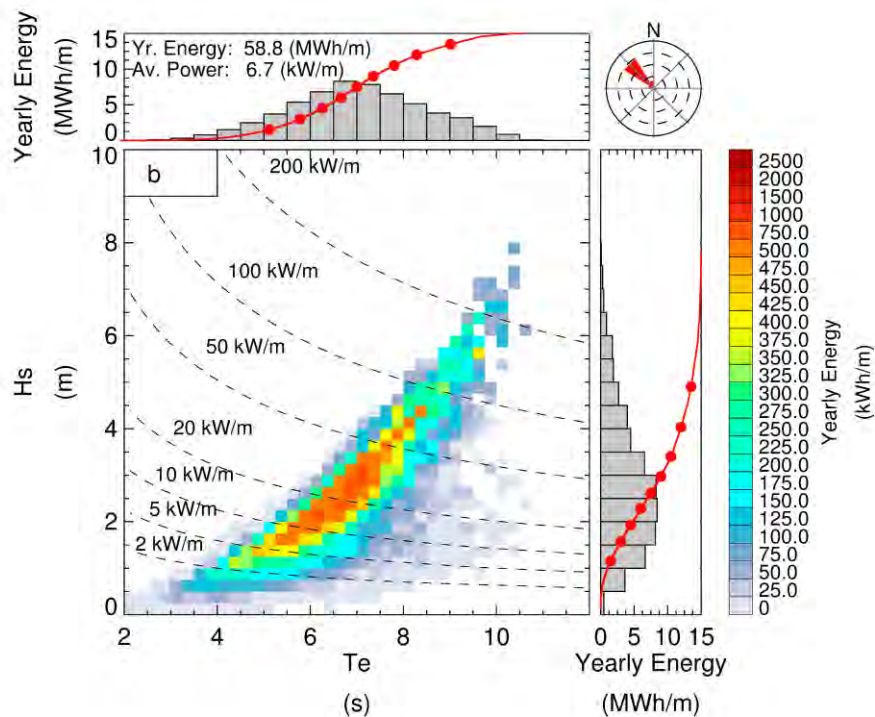 Yearly Energy
(MWh/m)
15
10
5
0
Yr. Energy: 58.8 (MWh/m)
Av. Power: 6.7 (kW/m)
N
b
Hs
(m)
10
8
6
4
2
0
200 kW/m
100 kW/m
50 kW/m
20 kW/m
10 kW/m
5 kW/m
2 kW/m
2 4 6 8 10
Te
(s)
0 5 10 15
Yearly Energy
(MWh/m)
2500
2000
1500
1000
750.0
500.0
475.0
450.0
425.0
400.0
375.0
350.0
325.0
300.0
275.0
250.0
225.0
200.0
175.0
150.0
125.0
100.0
75.0
50.0
25.0
0
Yearly Energy
(kWh/m)